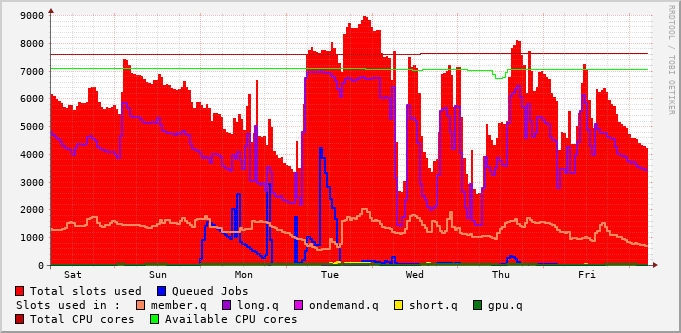 9000
8000
7000
6000
5000
4000
3000
2000
1000
0
Sat Sun Mon Tue Wed Thu Fri
RRDTOOL / TOBI OETIKER
Total slots used Queued Jobs
Slots used in : member.q long.q ondemand.q short.q gpu.q
Total CPU cores Available CPU cores